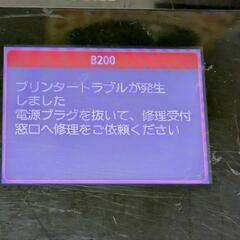 B200
プリンタートラブルが発生
しました
電源プラグを抜いて、修理受付
窓口へ修理をご依頼ください